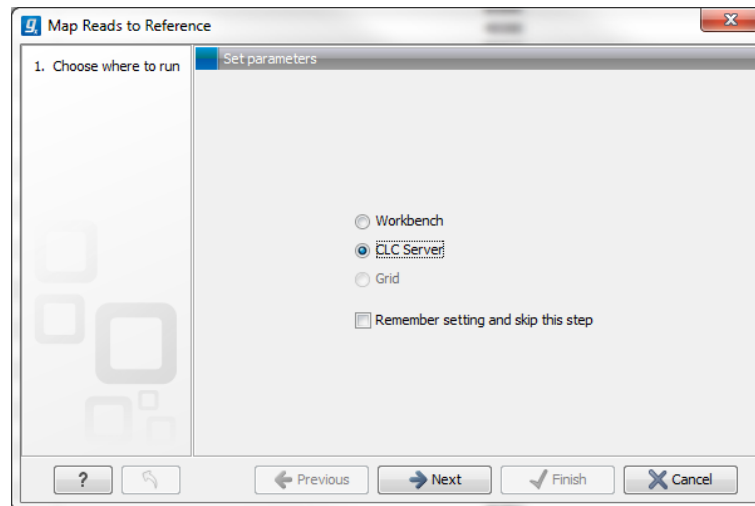 Map Reads to Reference
1. Choose where to run
Set parameters
Workbench
CLC Server
Grid
Remember setting and skip this step
? Previous Next Finish Cancel